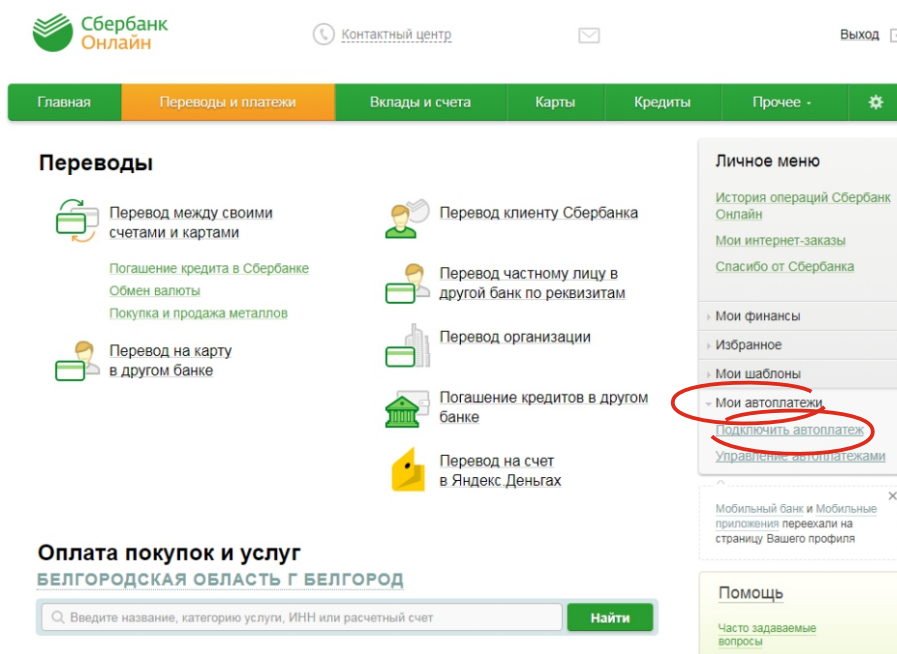 Сбербанк
Онлайн
Контактный центр
Выход
Главная
Переводы и платежи
Вклады и счета
Карты
Кредиты
Прочее
Переводы
Перевод между своими
счетами и картами
Погашение кредита в Сбербанке
Обмен валюты
Покупка и продажа металлов
Перевод на карту
в другом банке
Перевод клиенту Сбербанка
Перевод частному лицу в
другой банк по реквизитам
Перевод организации
Погашение кредитов в другом
банке
Перевод на счет
в Яндекс.Деньгах
Личное меню
История операций Сбербанк
Онлайн
Мои интернет-заказы
Спасибо от Сбербанка
Мои финансы
Избранное
Мои шаблоны
Мои автоплатежи
Подключить автоплатеж
Управление автоплатежами
Мобильный банк и Мобильные
приложения переехали на
страницу Вашего профиля
Оплата покупок и услуг
БЕЛГОРОДСКАЯ ОБЛАСТЬ Г БЕЛГОРОД
Введите название, категорию услуги, ИНН или расчетный счет
Найти
Помощь
Часто задаваемые
вопросы